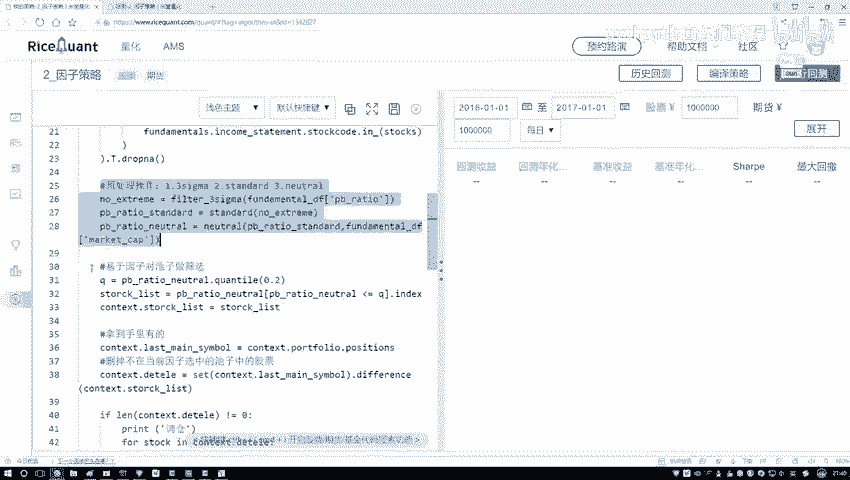 https://www.ricequant.com/quant/
RiceQuant
量化
AMS
预约路演
帮助文档
社区
2_因子策略
股票
期货
历史回测
编译策略
回测
浅色主题
默认快捷键
2016-01-01
至
2017-01-01
股票 ¥
1000000
期货 ¥
1000000
每日
展开
回测收益
回测年化...
基准收益
基准年化...
Sharpe
最大回撤
--
--
--
--
--
--
21 fundamentals.income_statement.stockcode.in_(stocks)
22 )
23 ).T.dropna()
24
25 #预处理操作：1.3sigma 2.standard 3.neutral
26 no_extreme = filter_3sigma(fundamental_df['pb_ratio'])
27 pb_ratio_standard = standard(no_extreme)
28 pb_ratio_neutral = neutral(pb_ratio_standard,fundamental_df
['market_cap'])
29
30 #基于因子对池子做筛选
31 q = pb_ratio_neutral.quantile(0.2)
32 storck_list = pb_ratio_neutral[pb_ratio_neutral <= q].index
33 context.storck_list = storck_list
34
35 #拿到手里有的
36 context.last_main_symbol = context.portfolio.positions
37 #删掉不在当前因子选中的池子中的股票
38 context.detele = set(context.last_main_symbol).difference
(context.storck_list)
39
40 if len(context.detele) != 0:
41 print ('调仓')
42 for stock in context.detele:
21:40